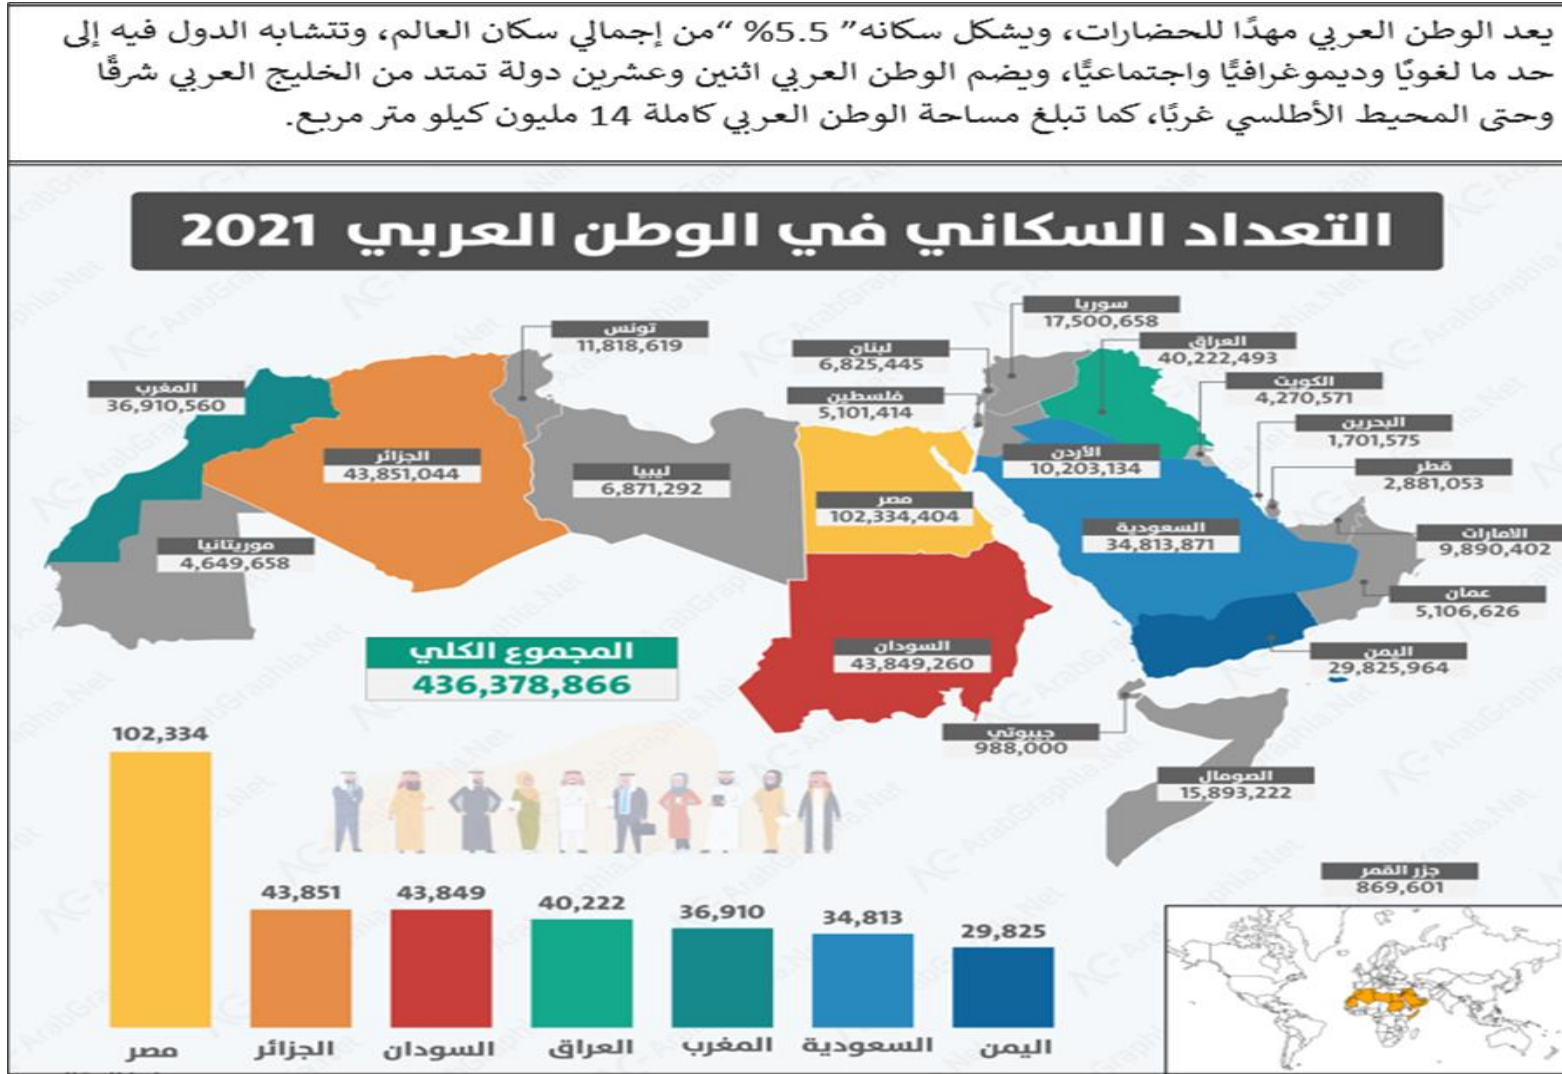 يعد الوطن العربي مهدًا للحضارات، ويشكل سكانه” 5.5% “من إجمالي سكان العالم، وتتشابه الدول فيه إلى
حد ما لغويًا وديموغرافيًا واجتماعيًا، ويضم الوطن العربي اثنين وعشرين دولة تمتد من الخليج العربي شرقًا
وحتى المحيط الأطلسي غربًا، كما تبلغ مساحة الوطن العربي كاملة 14 مليون كيلو متر مربع.
التعداد السكاني في الوطن العربي 2021
سوريا
17,500,658
تونس
11,818,619
العراق
40,222,493
لبنان
6,825,445
الكويت
4,270,571
المغرب
36,910,560
فلسطين
5,101,414
البحرين
1,701,575
الجزائر
43,851,044
الأردن
10,203,134
قطر
2,881,053
ليبيا
6,871,292
مصر
102,334,404
السعودية
34,813,871
الامارات
9,890,402
موريتانيا
4,649,658
عمان
5,106,626
السودان
43,849,260
اليمن
29,825,964
المجموع الكلي
436,378,866
جيبوتي
988,000
الصومال
15,893,222
جزر القمر
869,601
102,334
43,851
43,849
40,222
36,910
34,813
29,825
مصر
الجزائر
السودان
العراق
المغرب
السعودية
اليمن
ArabGraphia.Net